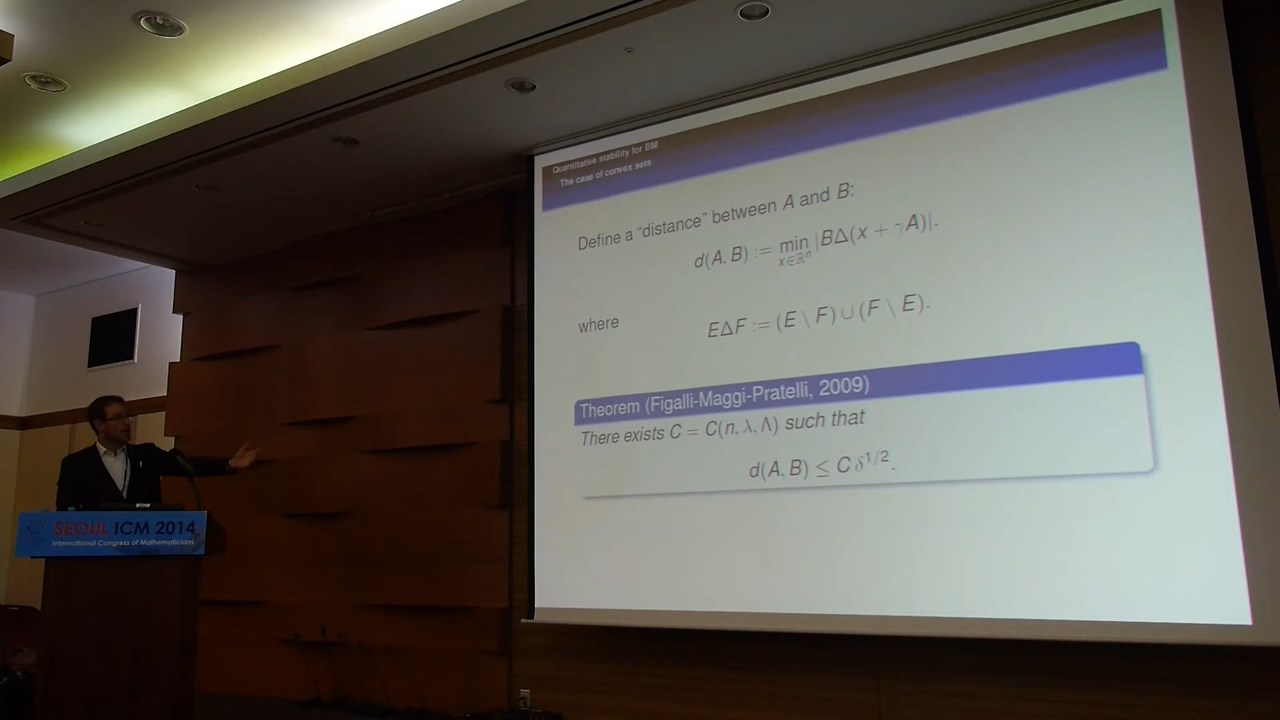 Quantitative stability for BM
The case of convex sets
Define a “distance” between A and B:
d(A, B) := min |BΔ(x + γA)|.
x∈ℝⁿ
where
EΔF := (E \ F) ∪ (F \ E).
Theorem (Figalli-Maggi-Pratelli, 2009)
There exists C = C(n, λ, Λ) such that
d(A, B) ≤ C δ^1/2.
SEOUL ICM 2014
International Congress of Mathematicians